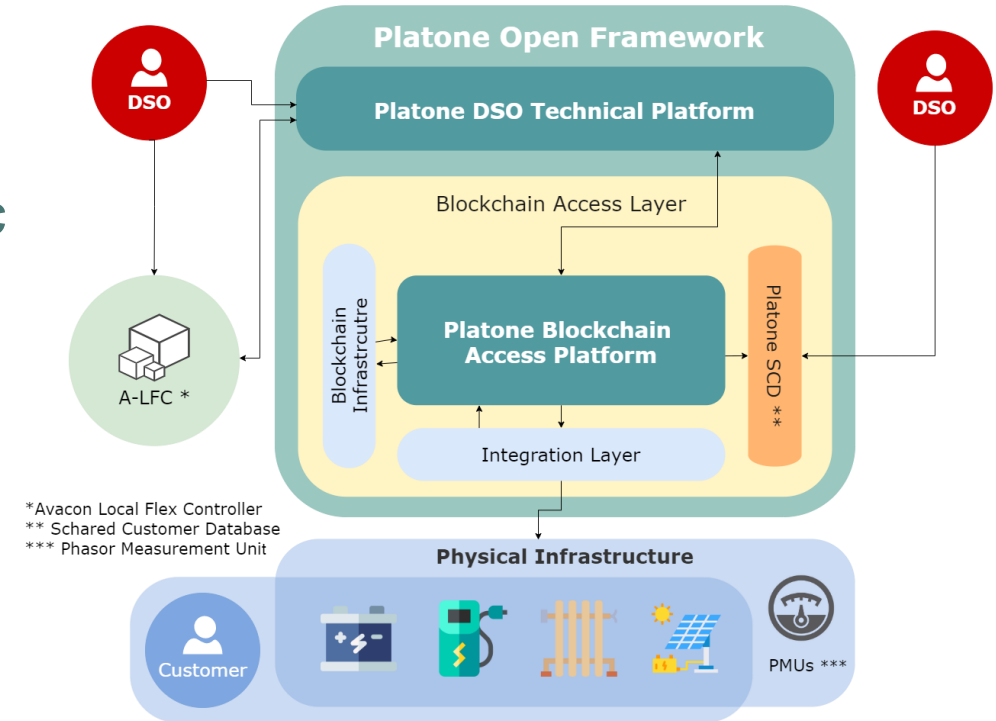 Platone Open Framework
DSO
DSO
Platone DSO Technical Platform
Blockchain Access Layer
Blockchain
Infrastrcutre
Platone Blockchain
Access Platform
Platone SCD **
A-LFC *
Integration Layer
*Avacon Local Flex Controller
** Schared Customer Database
*** Phasor Measurement Unit
Physical Infrastructure
Customer
PMUs ***